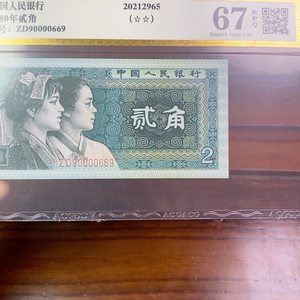 国人民银行
80年贰角
号: ZD90000669
20212965
(☆☆)
67
EPQ
Superb Gem Unc
中国人民银行
贰角
ZD90000669
2
ACGACG